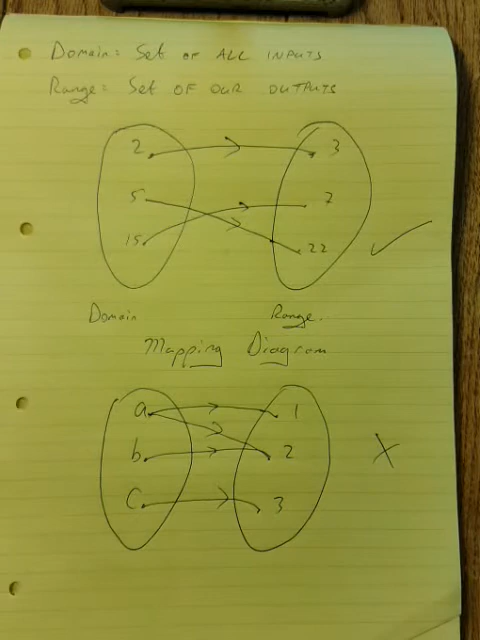 Domain: Set of ALL INPUTS
Range: Set OF OUR OUTPUTS
2 3
5 7
15 22
Domain Range.
Mapping Diagram
a 1
b 2
C 3